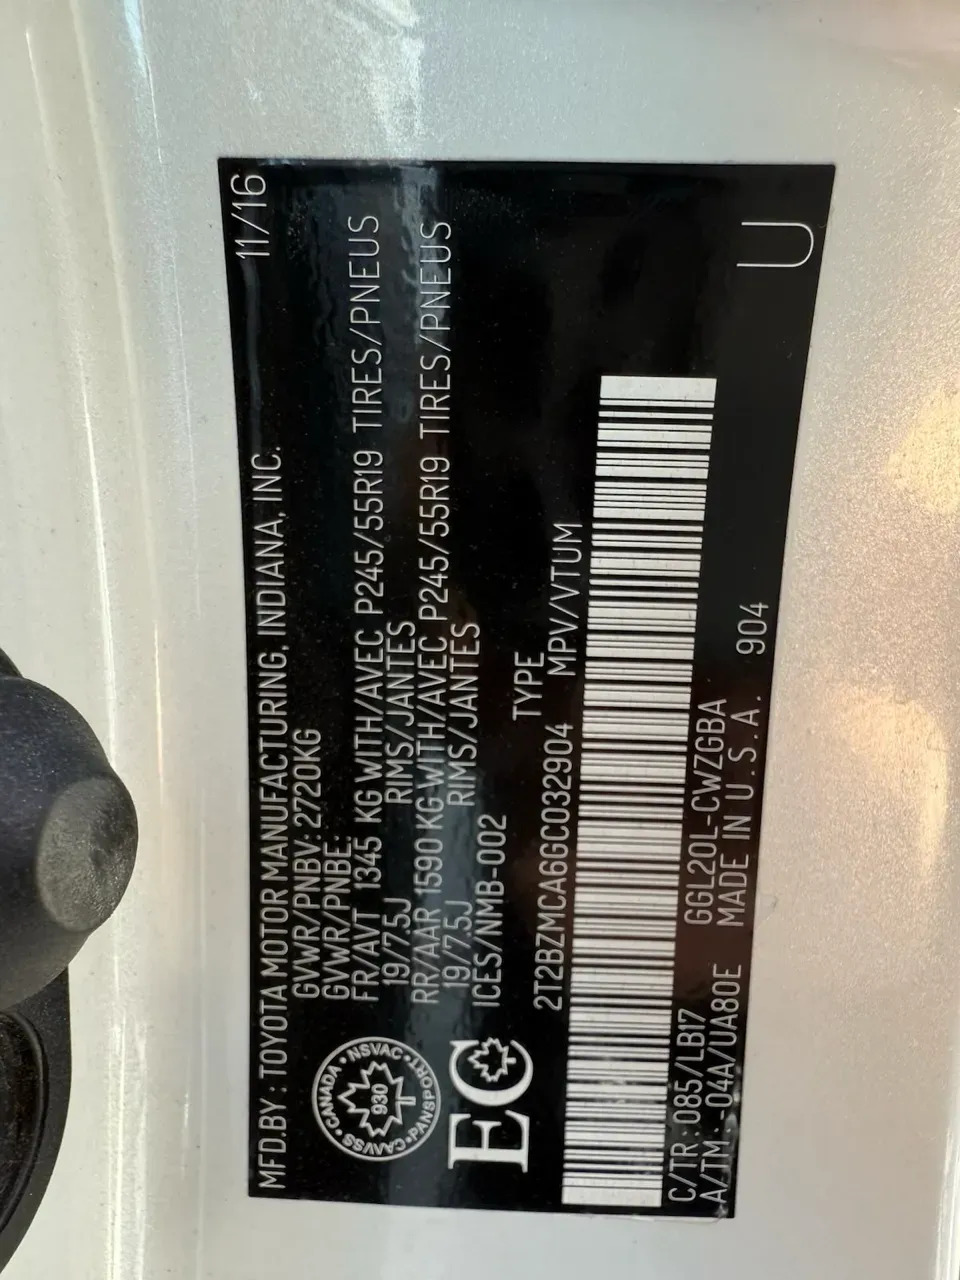 MFD.BY : TOYOTA MOTOR MANUFACTURING, INDIANA, INC. 11/16
GVWR/PNBV: 2720KG
GVWR/PNBE:
FR/AVT 1345 KG WITH/AVEC P245/55R19 TIRES/PNEUS
19/7.5J RIMS/JANTES
RR/AAR 1590 KG WITH/AVEC P245/55R19 TIRES/PNEUS
19/7.5J RIMS/JANTES
ICES/NMB-002
CANADA • NSVAC •
TRANSPORT • CMVSS
930
EC
TYPE
2T2BZMCA6GC032904 MPV/VTUM
C/TR: 085/LB17 GGL20L-CWZGBA
A/TM: -04A/UA80E MADE IN U.S.A. 904
U